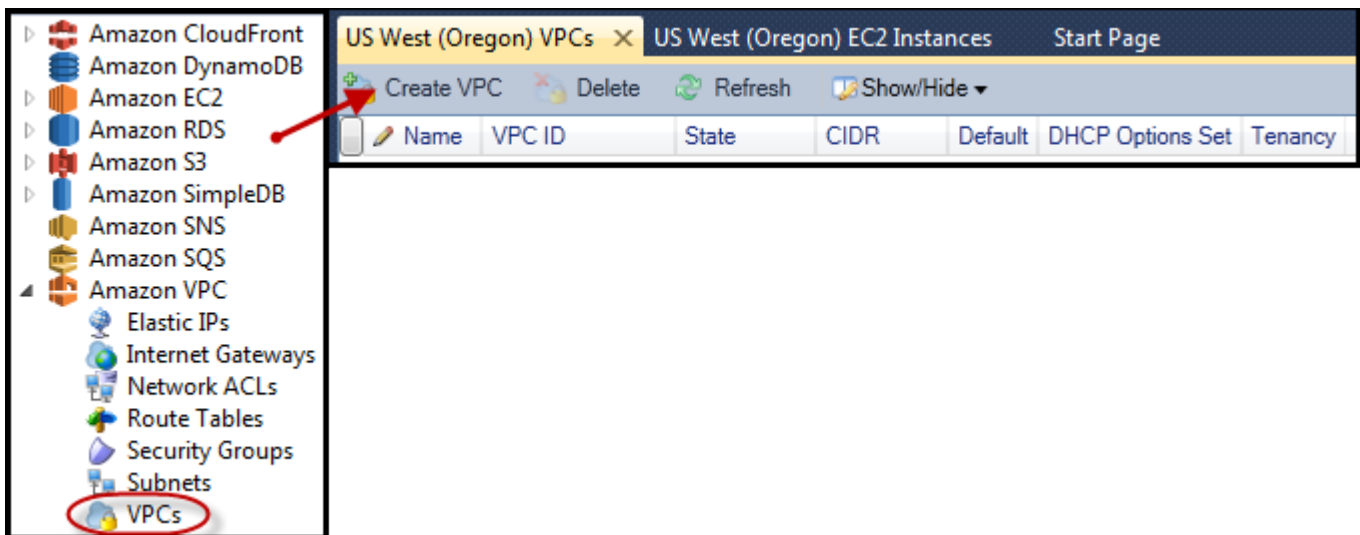 Amazon CloudFront
Amazon DynamoDB
Amazon EC2
Amazon RDS
Amazon S3
Amazon SimpleDB
Amazon SNS
Amazon SQS
Amazon VPC
Elastic IPs
Internet Gateways
Network ACLs
Route Tables
Security Groups
Subnets
VPCs
US West (Oregon) VPCs US West (Oregon) EC2 Instances Start Page
Create VPC Delete Refresh Show/Hide
Name VPC ID State CIDR Default DHCP Options Set Tenancy